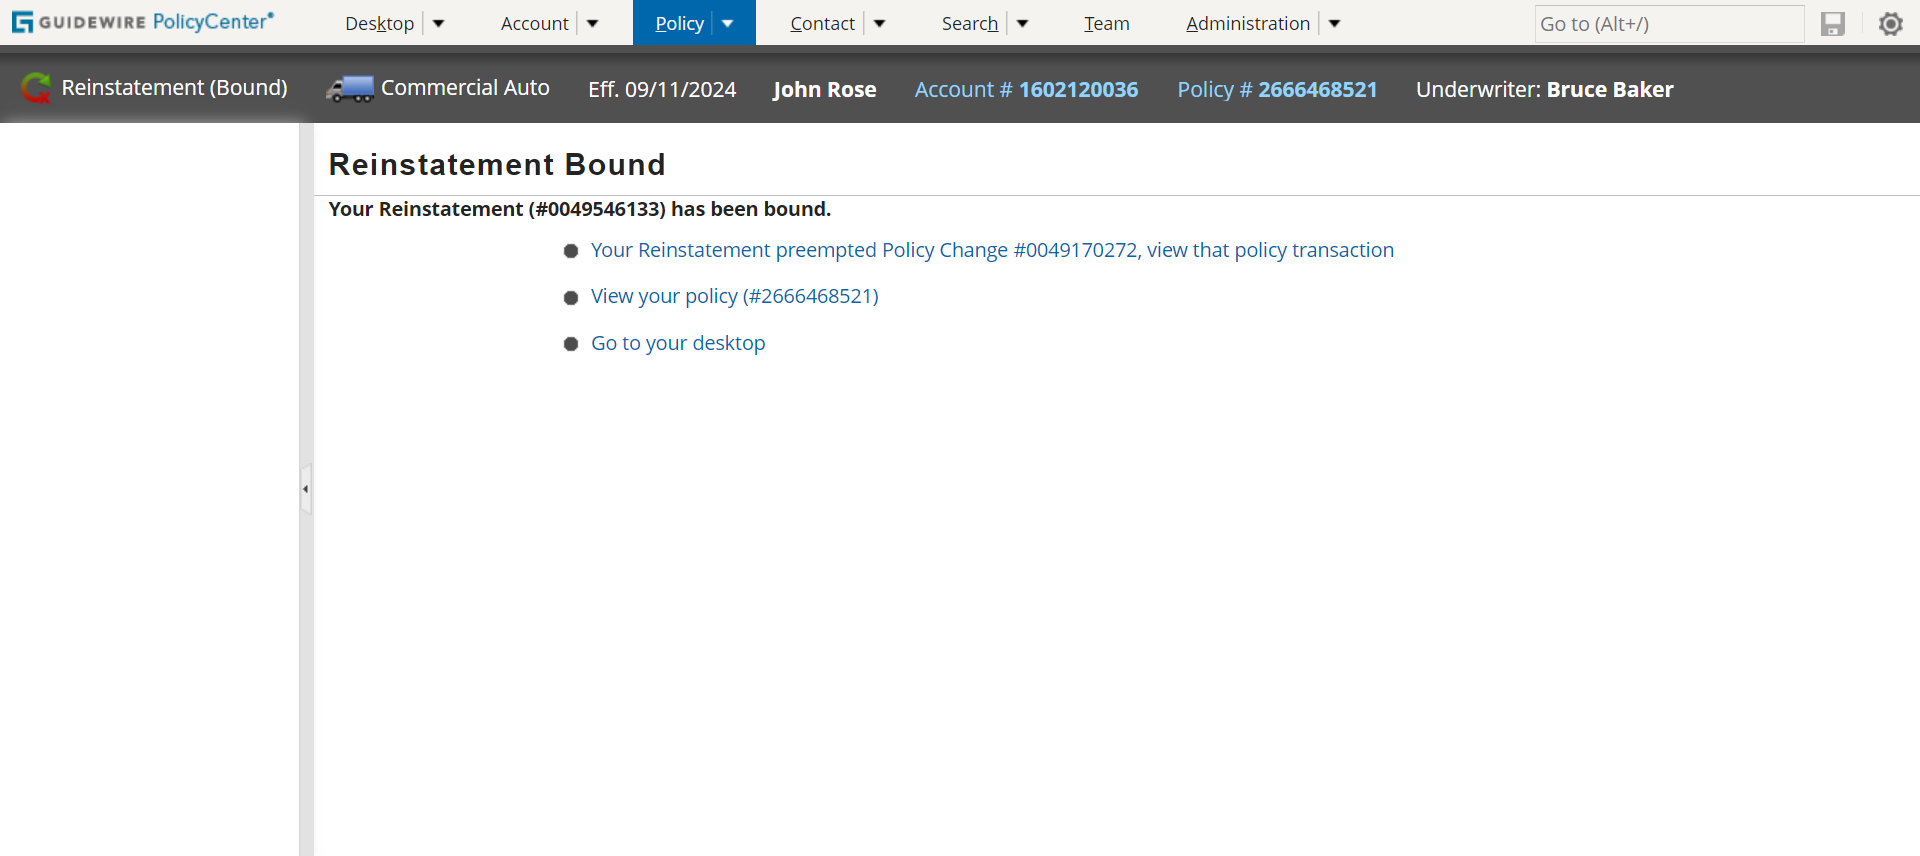 GUIDEWIRE PolicyCenter® Desktop Account Policy Contact Search Team Administration Go to (Alt+/)
Reinstatement (Bound) Commercial Auto Eff. 09/11/2024 John Rose Account # 1602120036 Policy # 2666468521 Underwriter: Bruce Baker
Reinstatement Bound
Your Reinstatement (#0049546133) has been bound.
Your Reinstatement preempted Policy Change #0049170272, view that policy transaction
View your policy (#2666468521)
Go to your desktop